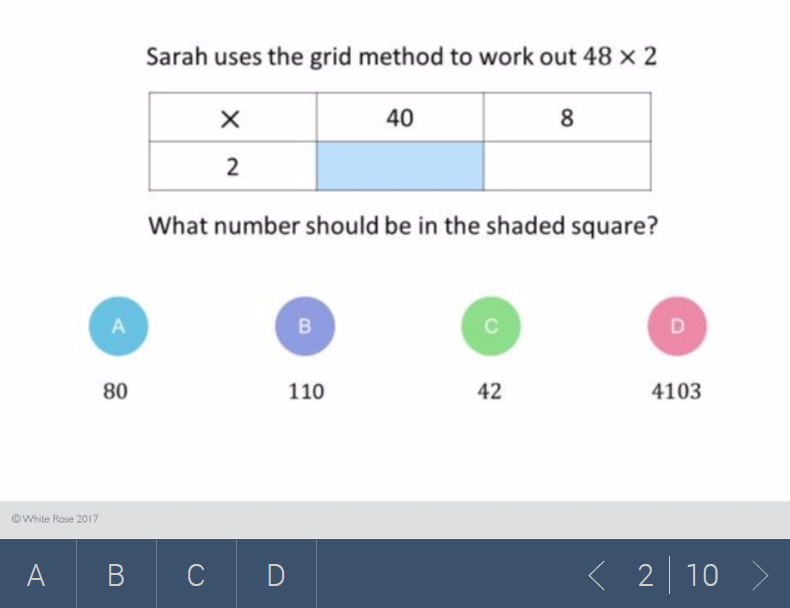 Sarah uses the grid method to work out 48 × 2
× 40 8
2
What number should be in the shaded square?
A B C D
80 110 42 4103
© White Rose 2017
A B C D < 2 | 10 >